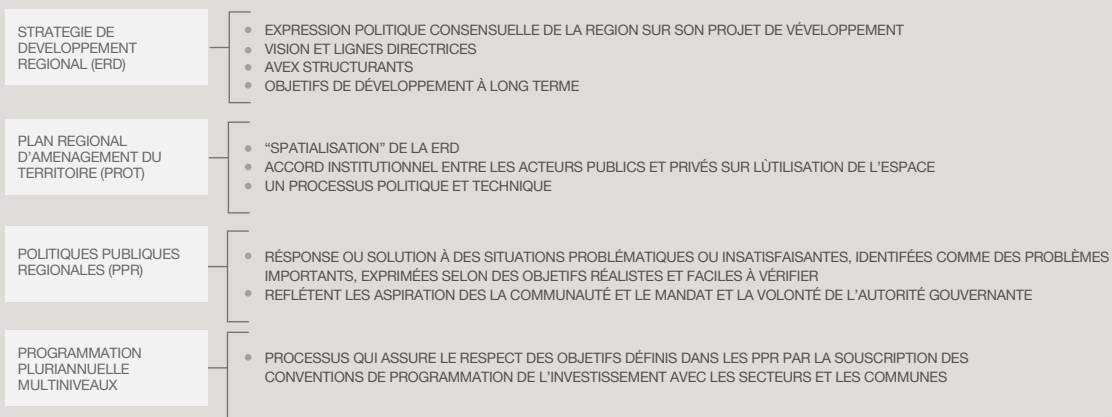 STRATEGIE DE
DEVELOPPEMENT
REGIONAL (ERD)
EXPRESSION POLITIQUE CONSENSUELLE DE LA REGION SUR SON PROJET DE VÉVELOPPEMENT
VISION ET LIGNES DIRECTRICES
AVEX STRUCTURANTS
OBJETIFS DE DÉVELOPPEMENT À LONG TERME
PLAN REGIONAL
D'AMENAGEMENT DU
TERRITOIRE (PROT)
“SPATIALISATION” DE LA ERD
ACCORD INSTITUTIONNEL ENTRE LES ACTEURS PUBLICS ET PRIVÉS SUR LÙTILISATION DE L'ESPACE
UN PROCESSUS POLITIQUE ET TECHNIQUE
POLITIQUES PUBLIQUES
REGIONALES (PPR)
RÉSPONSE OU SOLUTION À DES SITUATIONS PROBLÉMATIQUES OU INSATISFAISANTES, IDENTIFÉES COMME DES PROBLÈMES
IMPORTANTS, EXPRIMÉES SELON DES OBJETIFS RÉALISTES ET FACILES À VÉRIFIER
REFLÉTENT LES ASPIRATION DES LA COMMUNAUTÉ ET LE MANDAT ET LA VOLONTÉ DE L'AUTORITÉ GOUVERNANTE
PROGRAMMATION
PLURIANNUELLE
MULTINIVEAUX
PROCESSUS QUI ASSURE LE RESPECT DES OBJETIFS DÉFINIS DANS LES PPR PAR LA SOUSCRIPTION DES
CONVENTIONS DE PROGRAMMATION DE L'INVESTISSEMENT AVEC LES SECTEURS ET LES COMMUNES